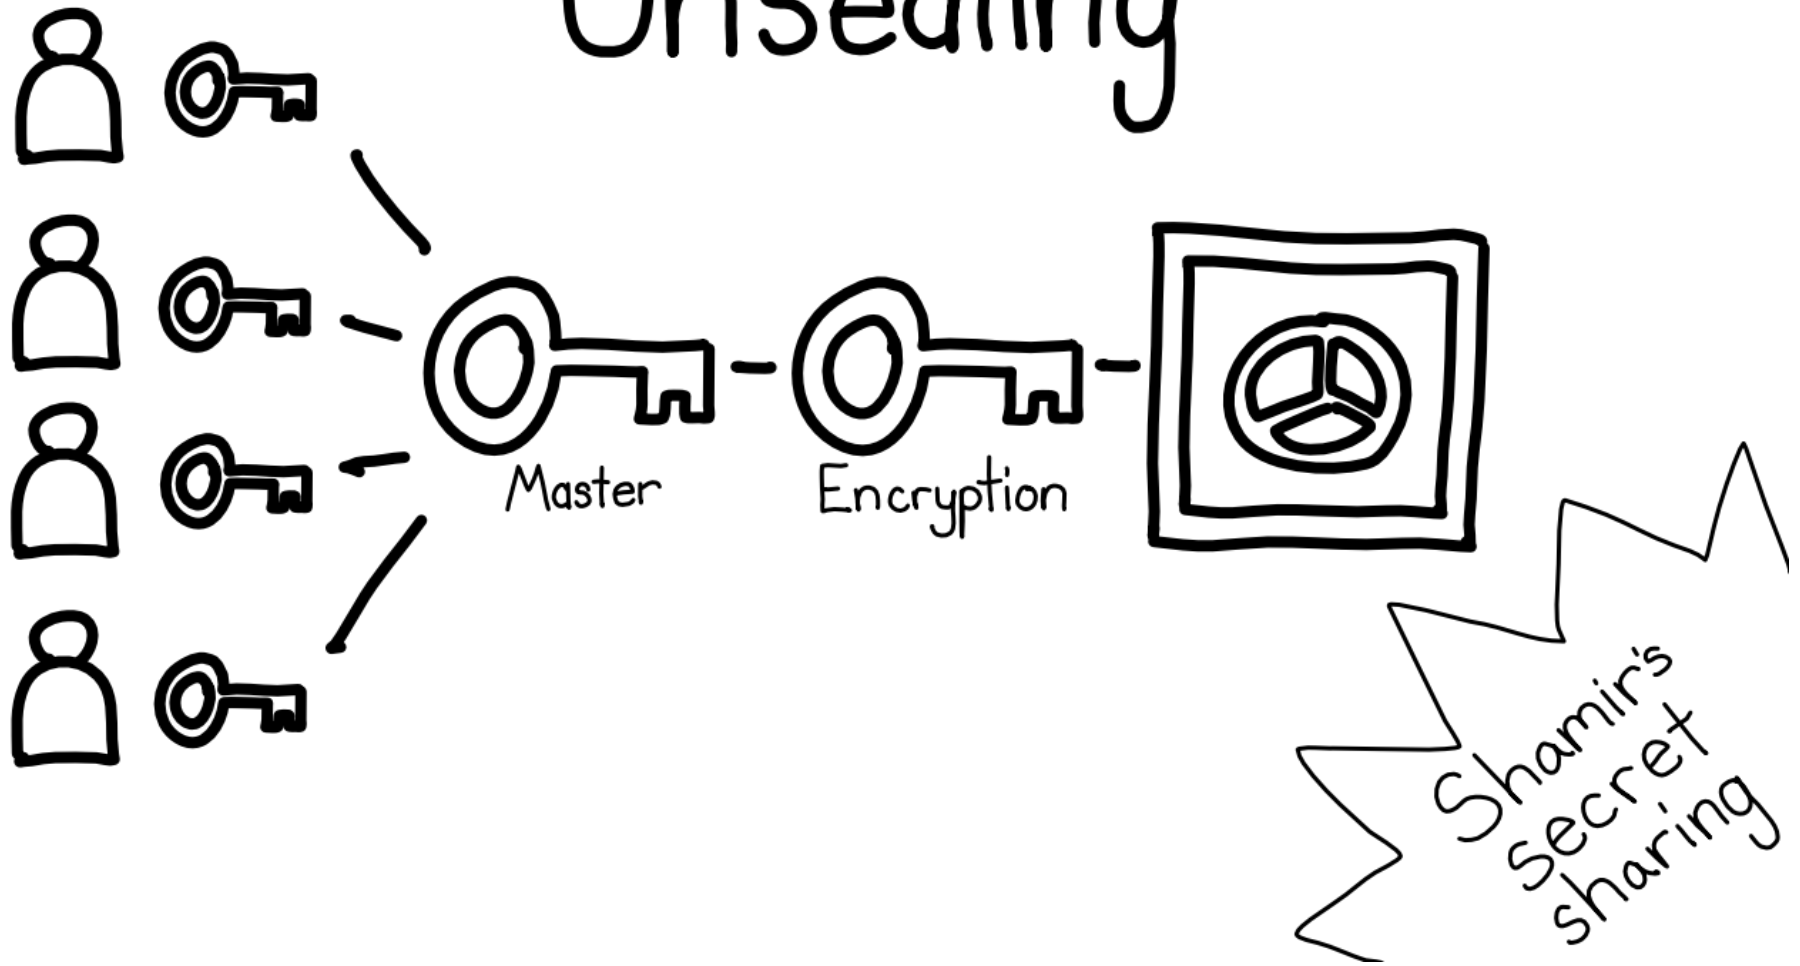 Unsealing
Master
Encryption
Shamir's
secret
sharing